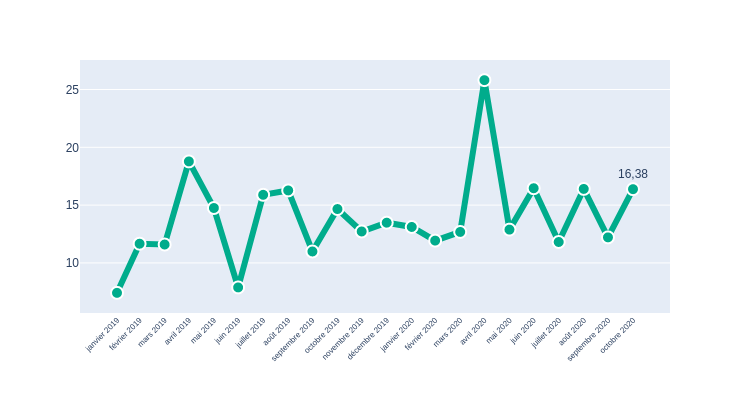 25
20
15
10
16,38
janvier 2019
février 2019
mars 2019
avril 2019
mai 2019
juin 2019
juillet 2019
août 2019
septembre 2019
octobre 2019
novembre 2019
décembre 2019
janvier 2020
février 2020
mars 2020
avril 2020
mai 2020
juin 2020
juillet 2020
août 2020
septembre 2020
octobre 2020